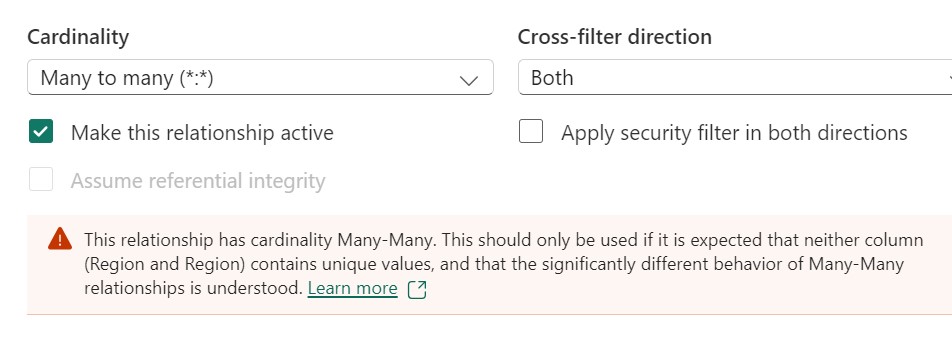 Cardinality
Cross-filter direction
Many to many (*:*)
Both
Make this relationship active
Apply security filter in both directions
Assume referential integrity
This relationship has cardinality Many-Many. This should only be used if it is expected that neither column
(Region and Region) contains unique values, and that the significantly different behavior of Many-Many
relationships is understood. Learn more